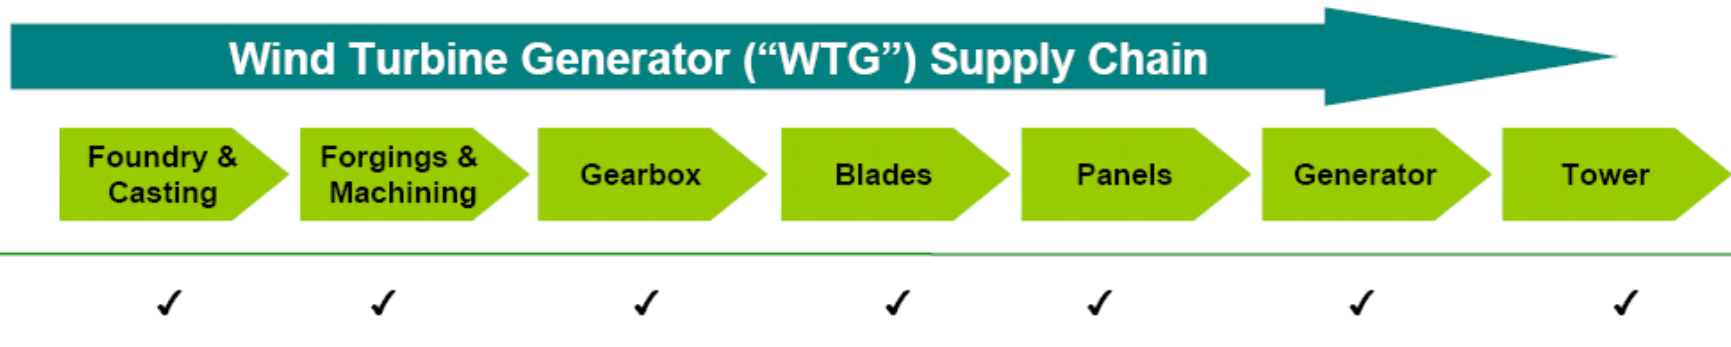 Wind Turbine Generator (“WTG”) Supply Chain
Foundry &
Casting
Forgings &
Machining
Gearbox
Blades
Panels
Generator
Tower
✓ ✓ ✓ ✓ ✓ ✓ ✓